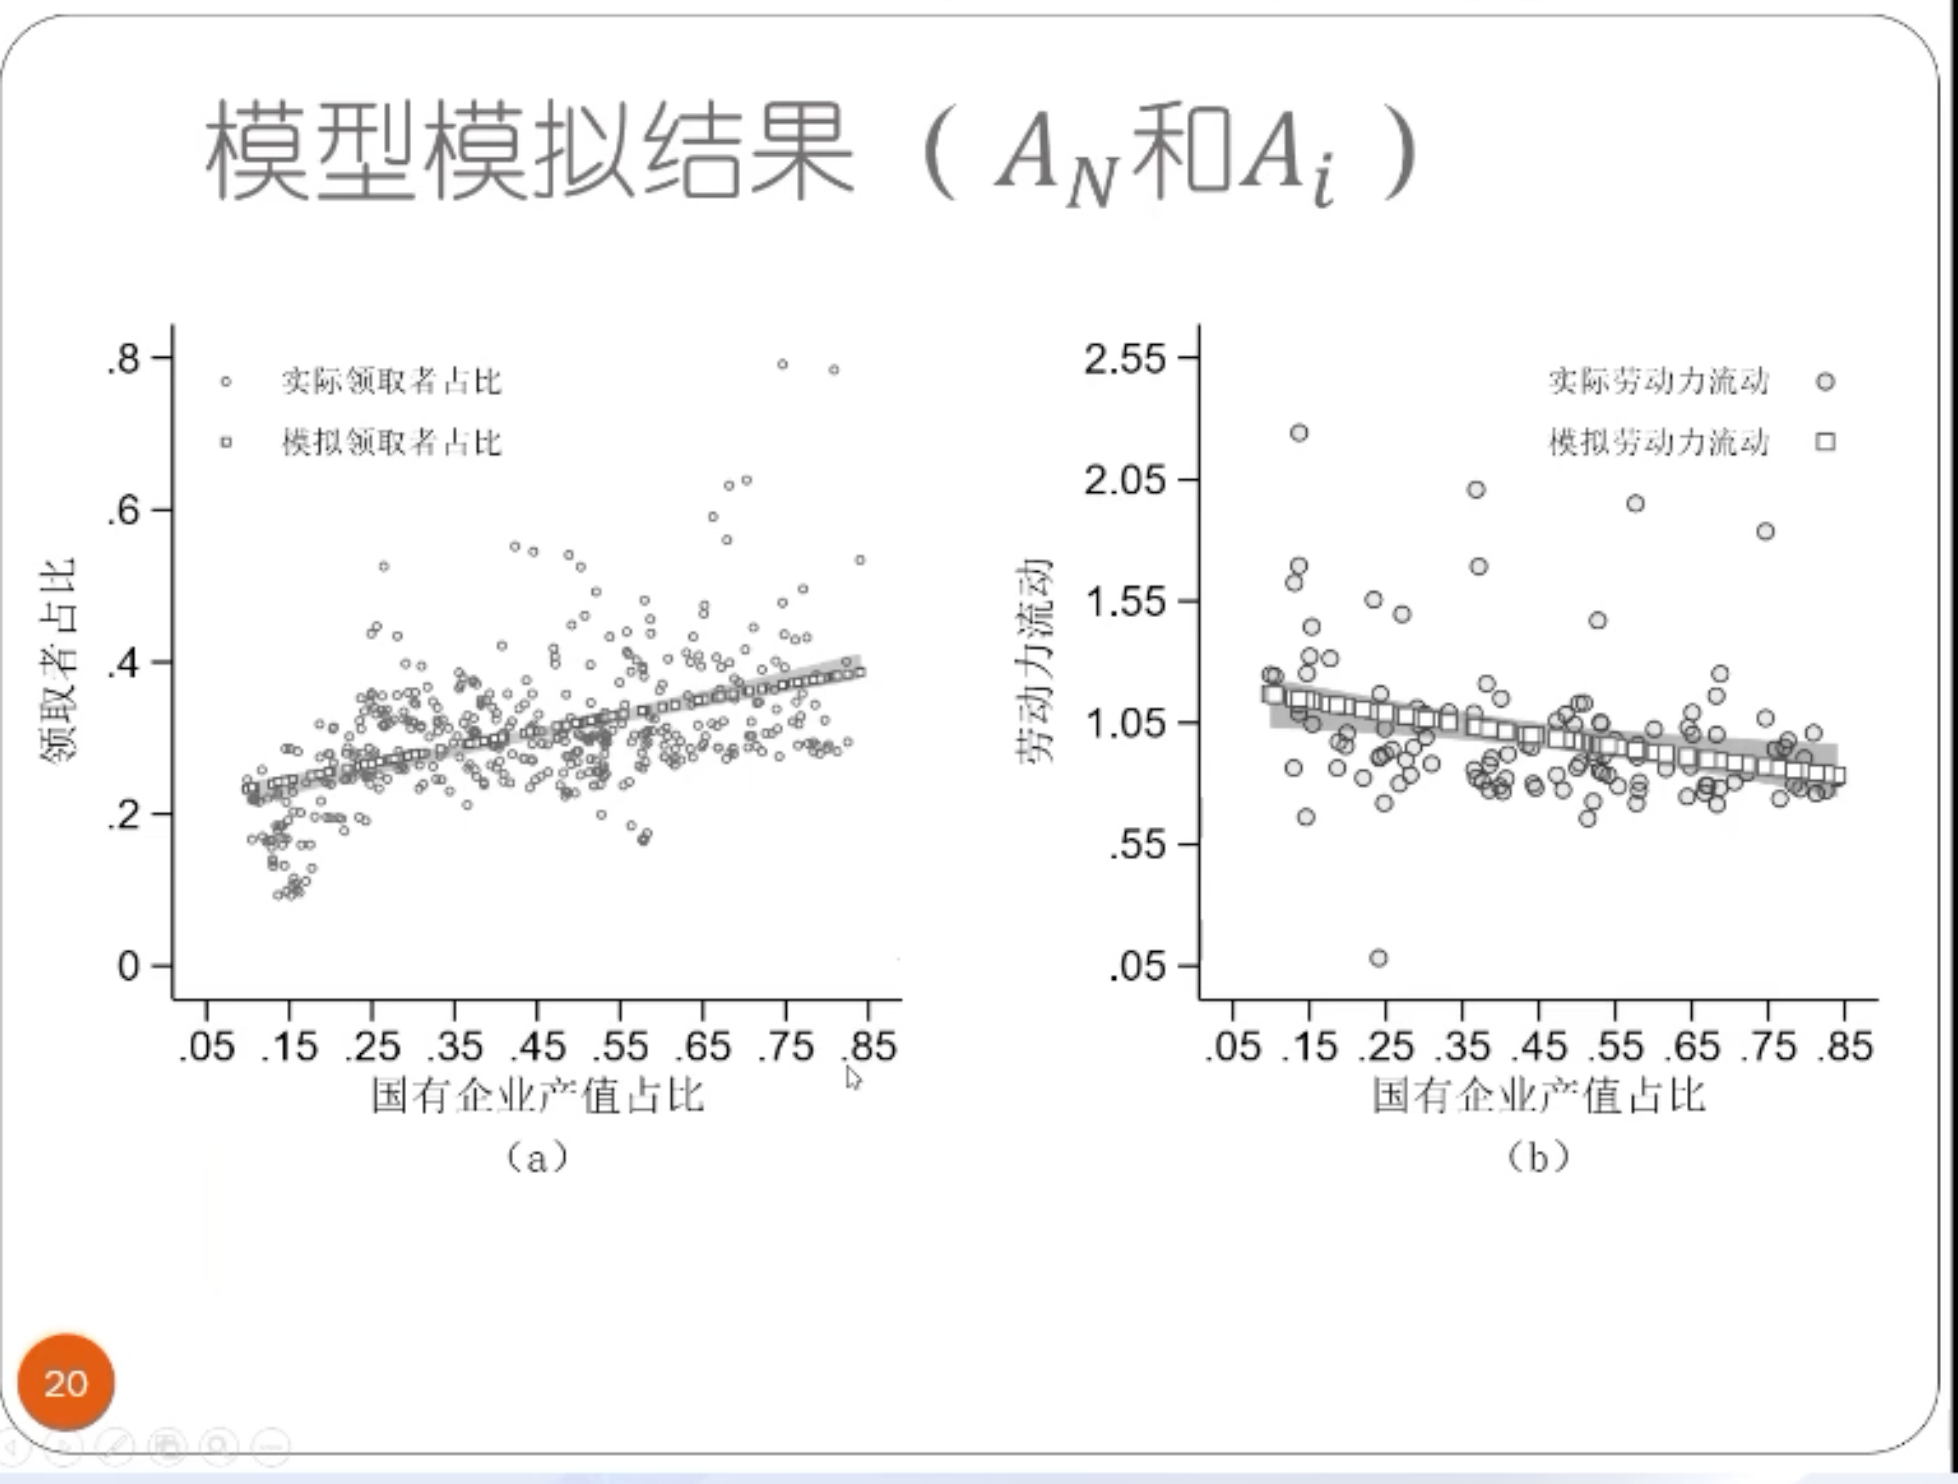 模型模拟结果（A_N和A_i）
.8
.6
.4
.2
0
领取者占比
实际领取者占比
模拟领取者占比
.05 .15 .25 .35 .45 .55 .65 .75 .85
国有企业产值占比
（a）
2.55
2.05
1.55
1.05
.55
.05
劳动力流动
实际劳动力流动
模拟劳动力流动
.05 .15 .25 .35 .45 .55 .65 .75 .85
国有企业产值占比
（b）
20